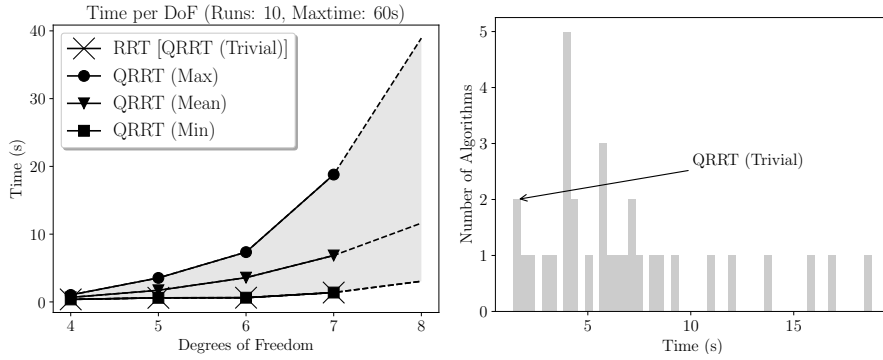 Time per DoF (Runs: 10, Maxtime: 60s)
RRT [QRRT (Trivial)]
QRRT (Max)
QRRT (Mean)
QRRT (Min)
Time (s)
40
30
20
10
0
4 5 6 7 8
Degrees of Freedom
Number of Algorithms
5
4
3
2
1
0
QRRT (Trivial)
5 10 15
Time (s)